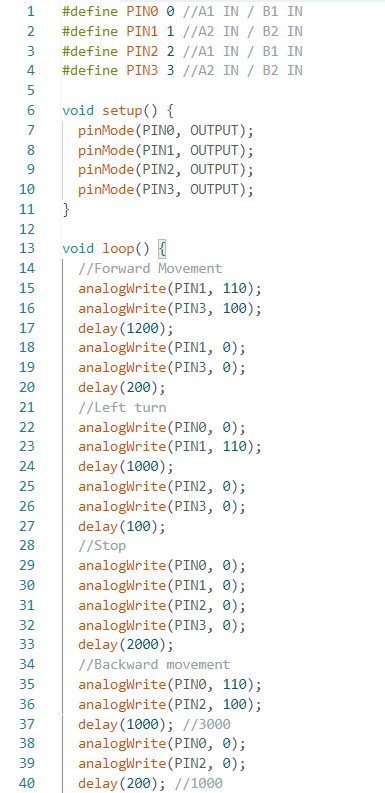 1 #define PIN0 0 //A1 IN / B1 IN
2 #define PIN1 1 //A2 IN / B2 IN
3 #define PIN2 2 //A1 IN / B1 IN
4 #define PIN3 3 //A2 IN / B2 IN
5
6 void setup() {
7 pinMode(PIN0, OUTPUT);
8 pinMode(PIN1, OUTPUT);
9 pinMode(PIN2, OUTPUT);
10 pinMode(PIN3, OUTPUT);
11 }
12
13 void loop() {
14 //Forward Movement
15 analogWrite(PIN1, 110);
16 analogWrite(PIN3, 100);
17 delay(1200);
18 analogWrite(PIN1, 0);
19 analogWrite(PIN3, 0);
20 delay(200);
21 //Left turn
22 analogWrite(PIN0, 0);
23 analogWrite(PIN1, 110);
24 delay(1000);
25 analogWrite(PIN2, 0);
26 analogWrite(PIN3, 0);
27 delay(100);
28 //Stop
29 analogWrite(PIN0, 0);
30 analogWrite(PIN1, 0);
31 analogWrite(PIN2, 0);
32 analogWrite(PIN3, 0);
33 delay(2000);
34 //Backward movement
35 analogWrite(PIN0, 110);
36 analogWrite(PIN2, 100);
37 delay(1000); //3000
38 analogWrite(PIN0, 0);
39 analogWrite(PIN2, 0);
40 delay(200); //1000